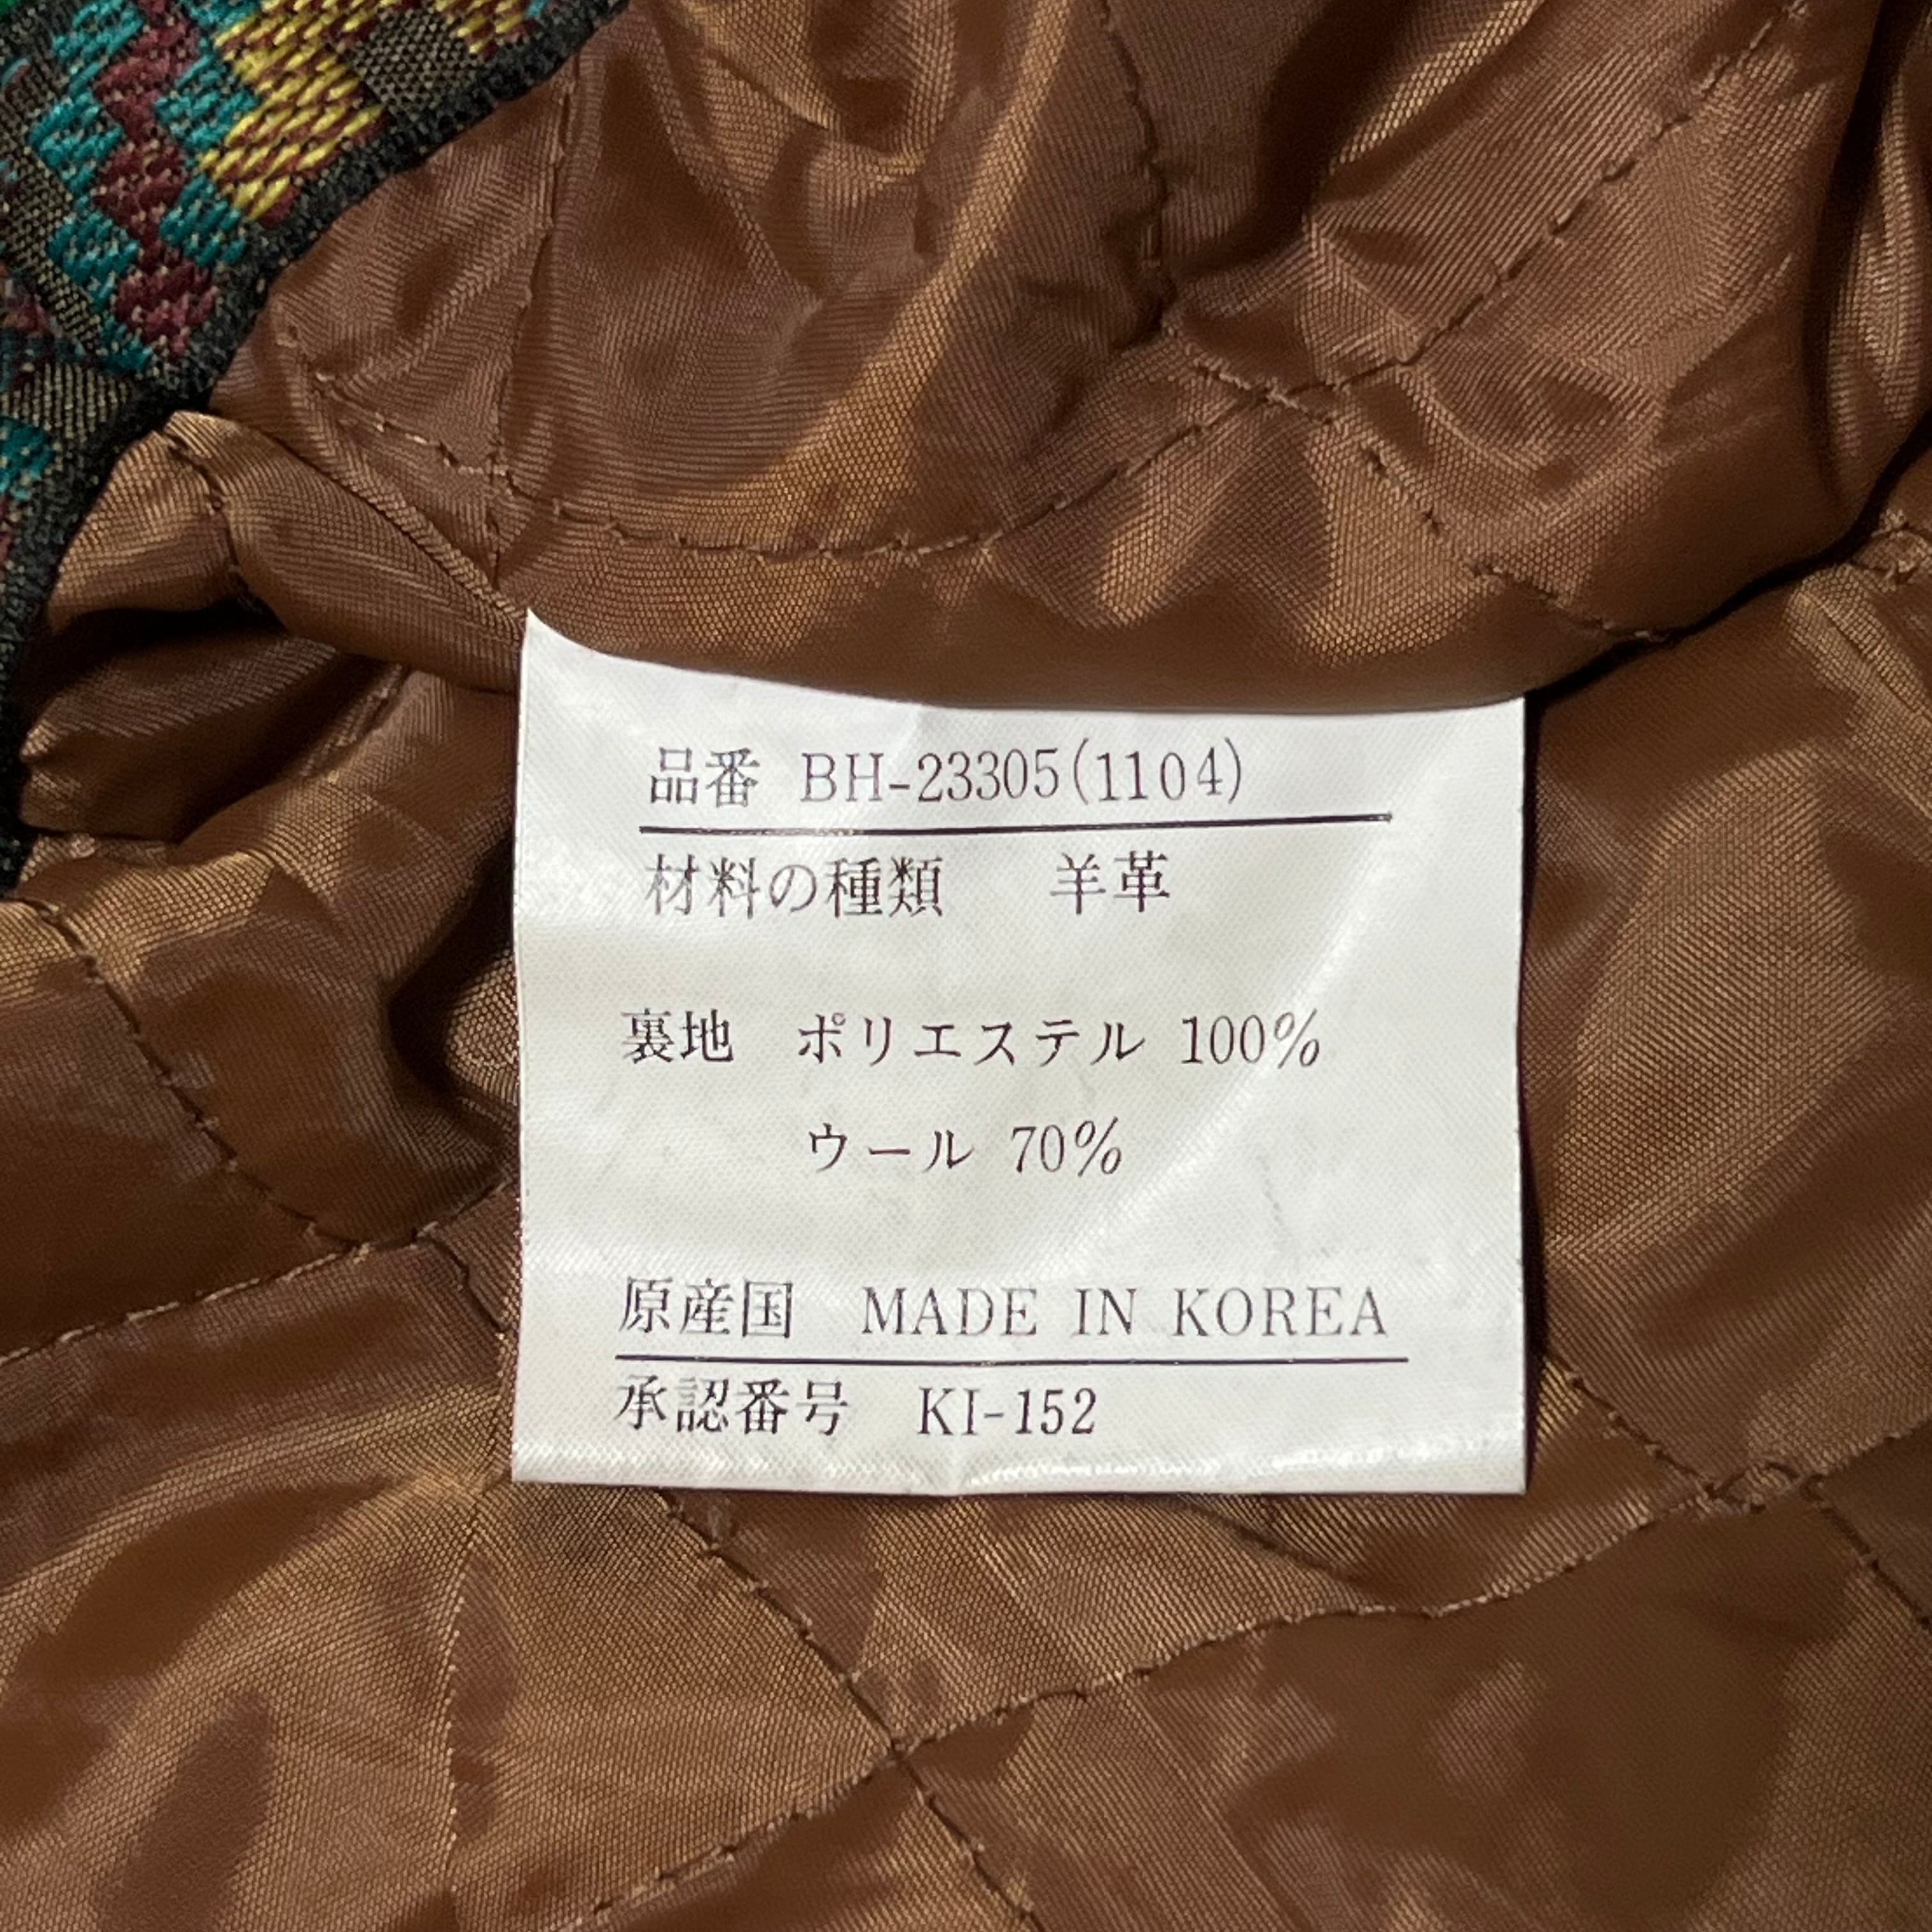 品番 BH-23305(1104)
材料の種類 羊革
裏地 ポリエステル 100%
ウール 70%
原産国 MADE IN KOREA
承認番号 KI-152